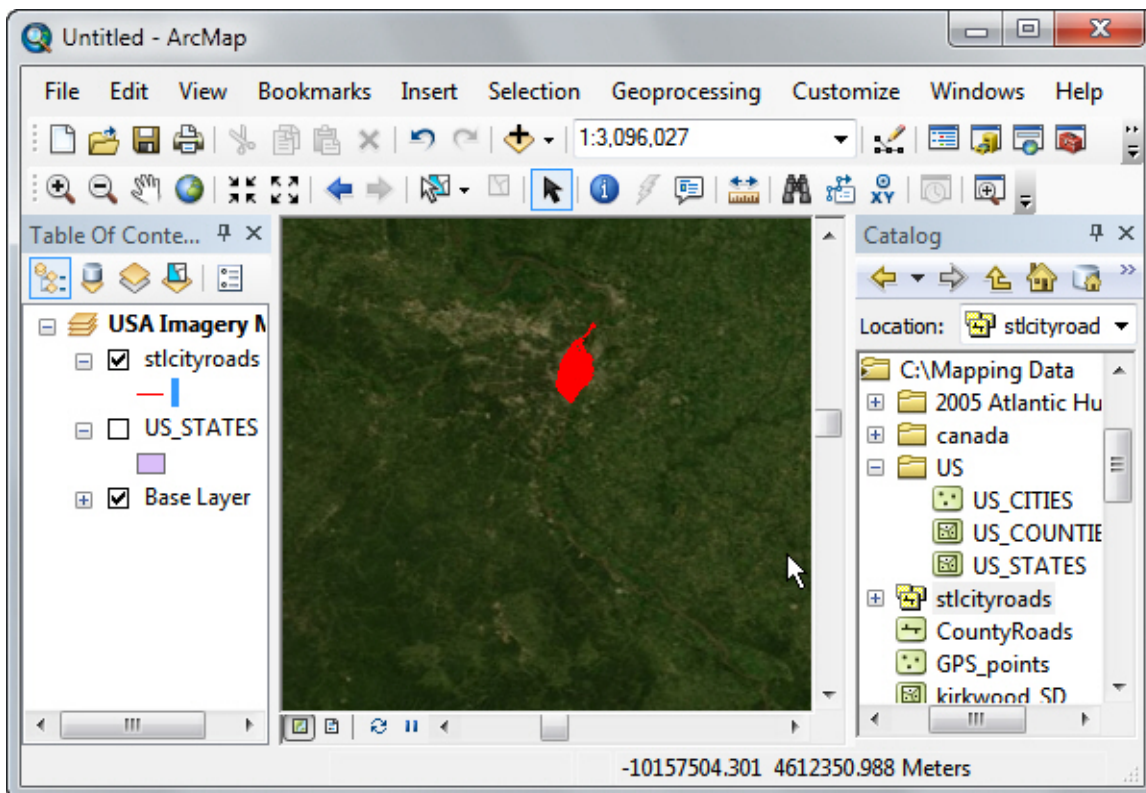 Untitled - ArcMap
File Edit View Bookmarks Insert Selection Geoprocessing Customize Windows Help
1:3,096,027
XY
Table Of Conte...
USA Imagery M
stlcityroads
US_STATES
Base Layer
Catalog
Location: stlcityroad
C:\Mapping Data
2005 Atlantic Hu
canada
US
US_CITIES
US_COUNTIE
US_STATES
stlcityroads
CountyRoads
GPS_points
kirkwood_SD
-10157504.301 4612350.988 Meters